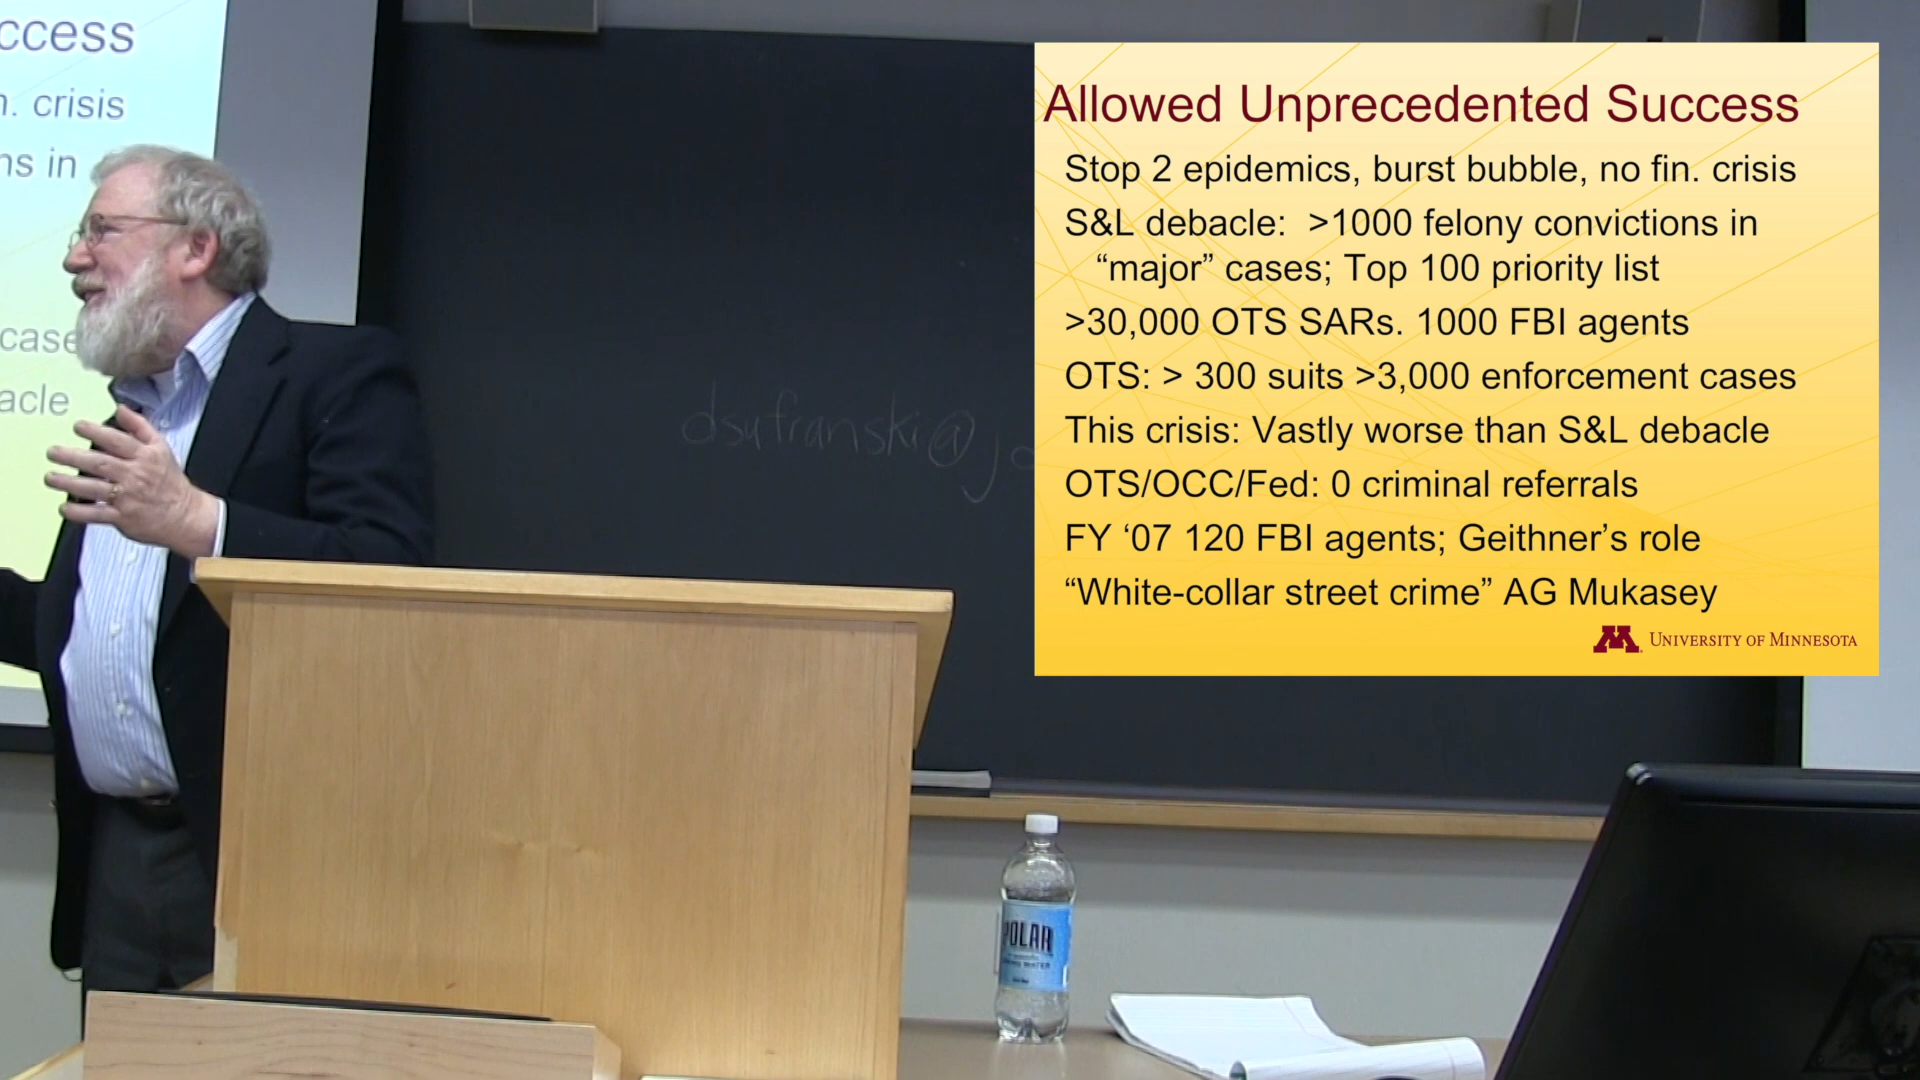 ccess
n. crisis
ns in
case
acle
dsufranski@jo
Allowed Unprecedented Success
Stop 2 epidemics, burst bubble, no fin. crisis
S&L debacle:  >1000 felony convictions in
“major” cases; Top 100 priority list
>30,000 OTS SARs. 1000 FBI agents
OTS: > 300 suits >3,000 enforcement cases
This crisis: Vastly worse than S&L debacle
OTS/OCC/Fed: 0 criminal referrals
FY ‘07 120 FBI agents; Geithner’s role
“White-collar street crime” AG Mukasey
M UNIVERSITY OF MINNESOTA
POLAR